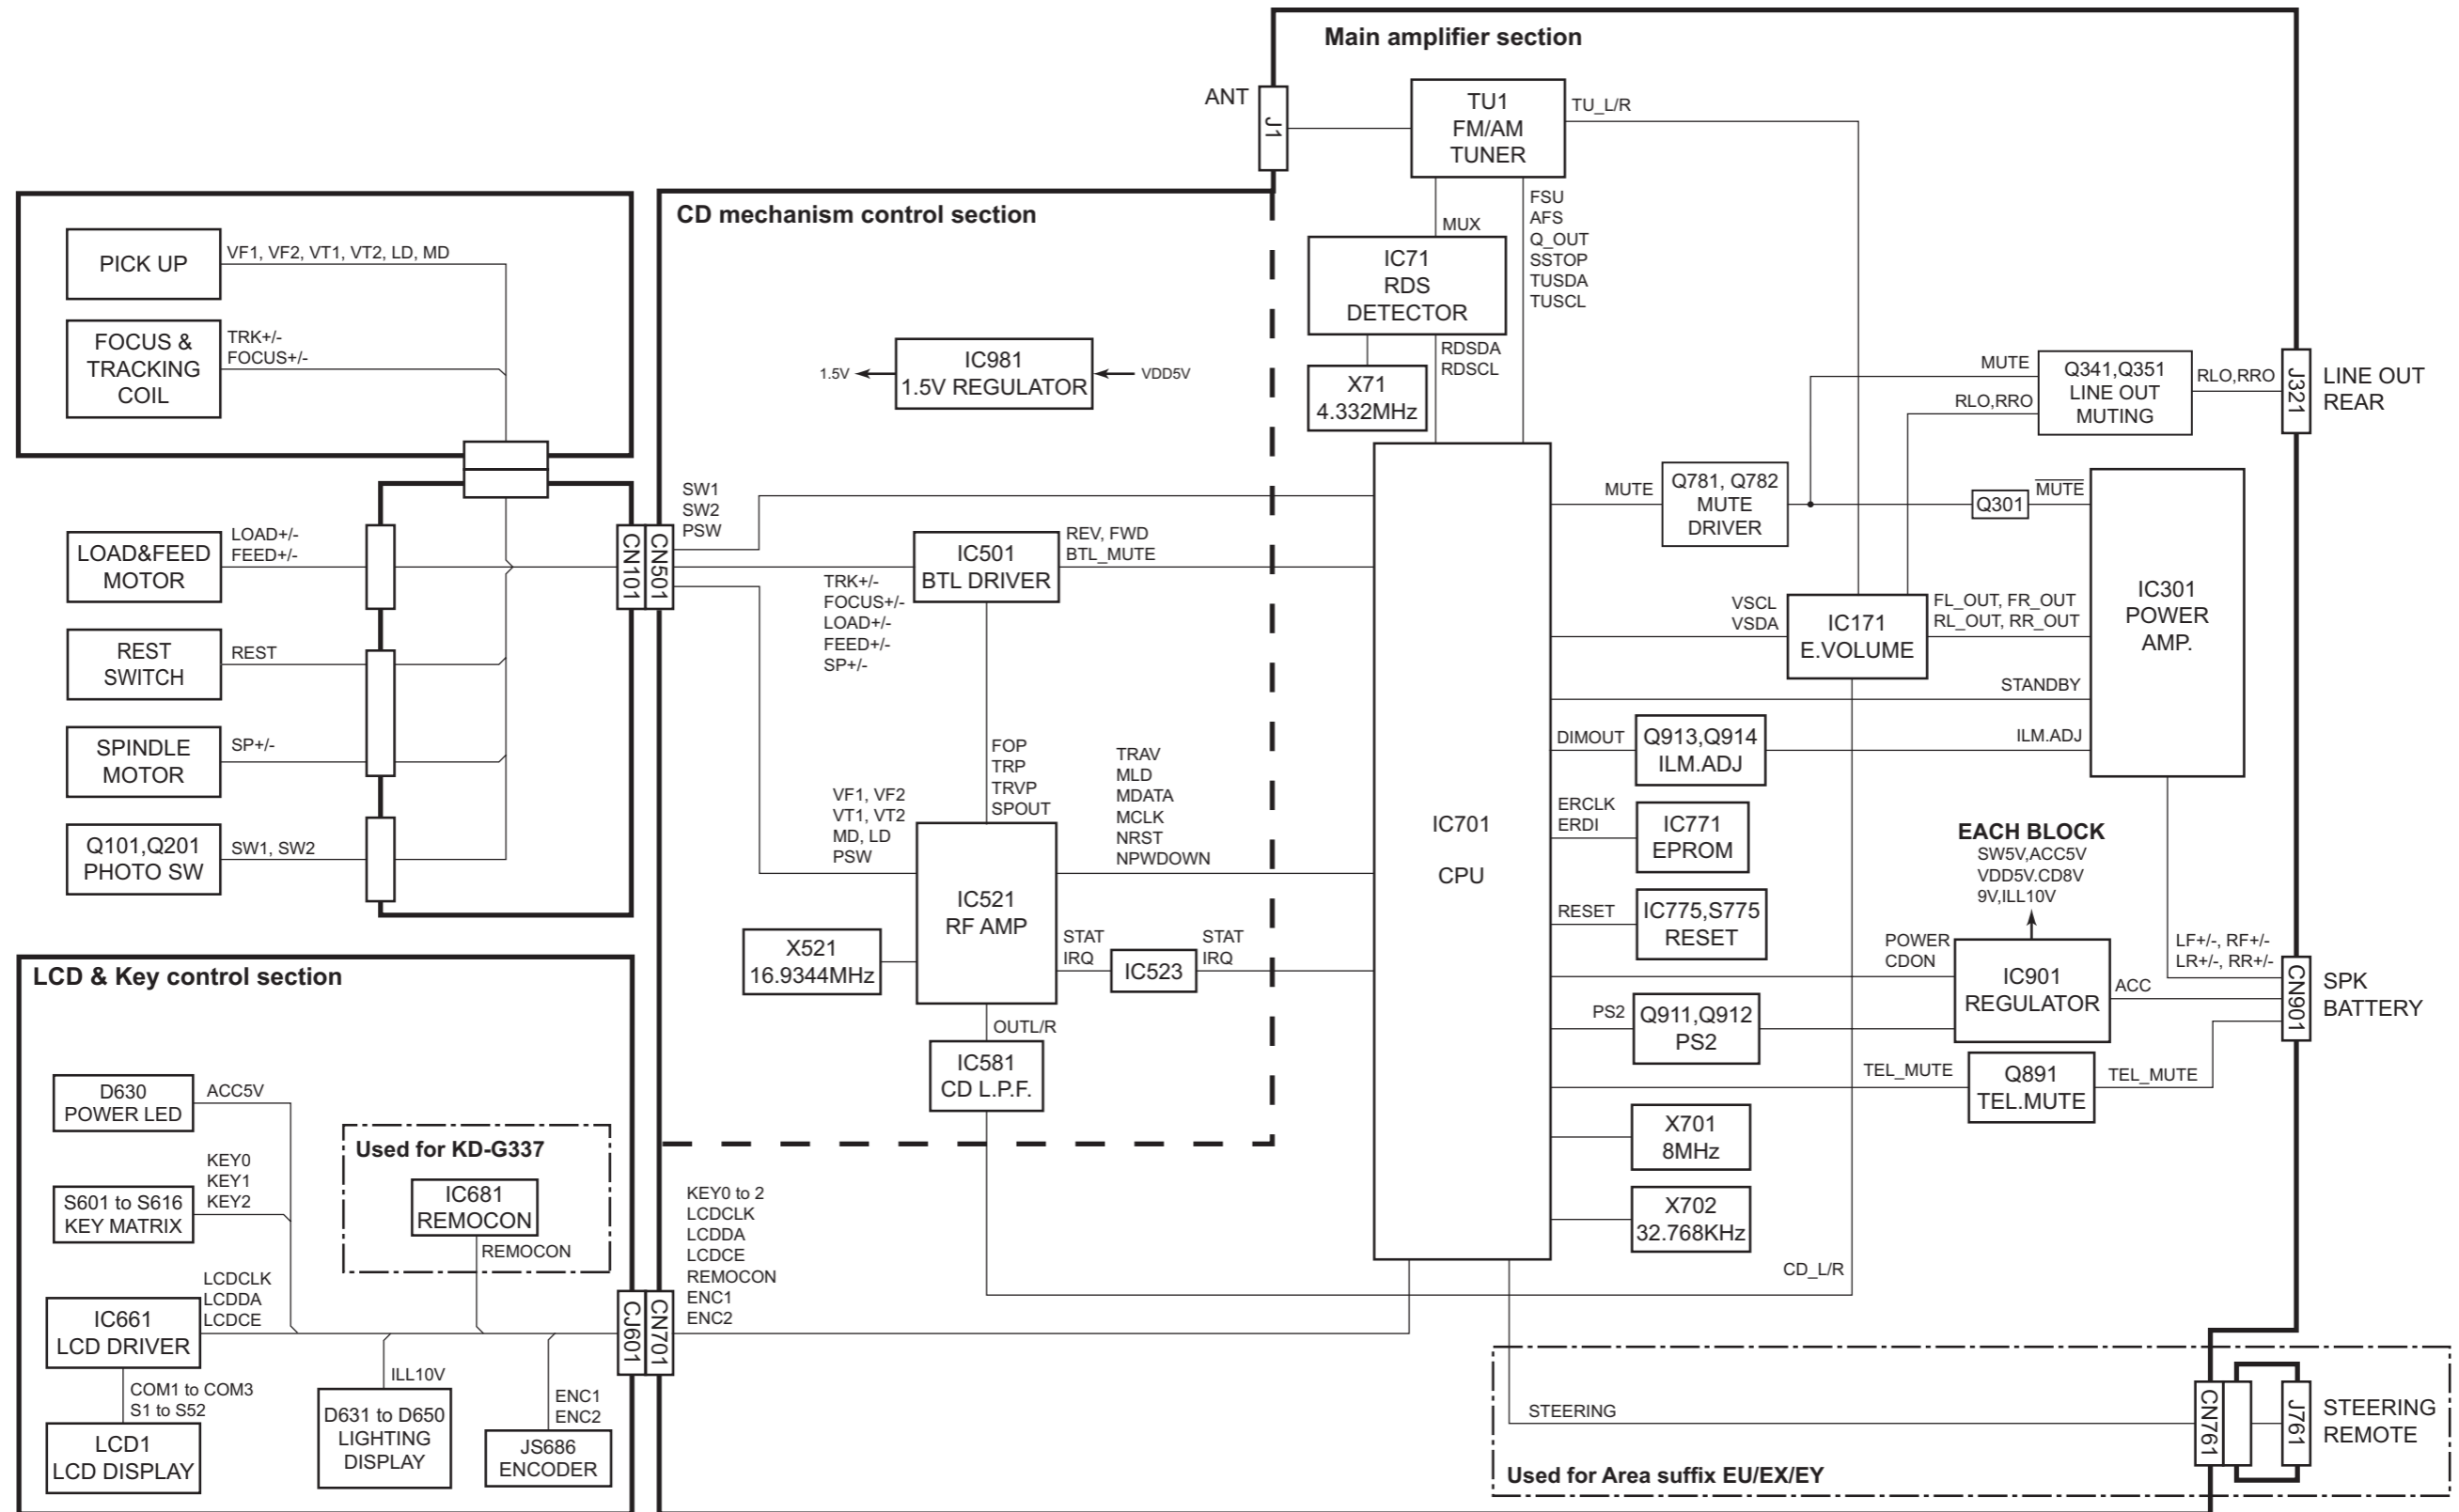 Main amplifier section
ANT
J1
TU1
FM/AM
TUNER
TU_L/R
FSU
AFS
Q_OUT
SSTOP
TUSDA
TUSCL
MUX
IC71
RDS
DETECTOR
RDSDA
RDSCL
X71
4.332MHz
CD mechanism control section
PICK UP
VF1, VF2, VT1, VT2, LD, MD
FOCUS &
TRACKING
COIL
TRK+/-
FOCUS+/-
1.5V
IC981
1.5V REGULATOR
VDD5V
MUTE
RLO,RRO
Q341,Q351
LINE OUT
MUTING
RLO,RRO
J321
LINE OUT
REAR
LOAD&FEED
MOTOR
LOAD+/-
FEED+/-
CN101
CN501
SW1
SW2
PSW
IC501
BTL DRIVER
REV, FWD
BTL_MUTE
TRK+/-
FOCUS+/-
LOAD+/-
FEED+/-
SP+/-
MUTE
Q781, Q782
MUTE
DRIVER
Q301
MUTE
IC301
POWER
AMP.
REST
SWITCH
REST
VSCL
VSDA
IC171
E.VOLUME
FL_OUT, FR_OUT
RL_OUT, RR_OUT
STANDBY
SPINDLE
MOTOR
SP+/-
FOP
TRP
TRVP
SPOUT
TRAV
MLD
MDATA
MCLK
NRST
NPWDOWN
DIMOUT
Q913,Q914
ILM.ADJ
ILM.ADJ
Q101,Q201
PHOTO SW
SW1, SW2
VF1, VF2
VT1, VT2
MD, LD
PSW
IC521
RF AMP
IC701
CPU
ERCLK
ERDI
IC771
EPROM
EACH BLOCK
SW5V,ACC5V
VDD5V.CD8V
9V,ILL10V
RESET
IC775,S775
RESET
X521
16.9344MHz
STAT
IRQ
IC523
STAT
IRQ
POWER
CDON
IC901
REGULATOR
LF+/-, RF+/-
LR+/-, RR+/-
ACC
CN901
SPK
BATTERY
PS2
Q911,Q912
PS2
OUTL/R
IC581
CD L.P.F.
TEL_MUTE
Q891
TEL.MUTE
TEL_MUTE
X701
8MHz
X702
32.768KHz
CD_L/R
LCD & Key control section
D630
POWER LED
ACC5V
S601 to S616
KEY MATRIX
KEY0
KEY1
KEY2
Used for KD-G337
IC681
REMOCON
REMOCON
IC661
LCD DRIVER
LCDCLK
LCDDA
LCDCE
CJ601
CN701
KEY0 to 2
LCDCLK
LCDDA
LCDCE
REMOCON
ENC1
ENC2
COM1 to COM3
S1 to S52
LCD1
LCD DISPLAY
ILL10V
D631 to D650
LIGHTING
DISPLAY
ENC1
ENC2
JS686
ENCODER
STEERING
CN761
J761
STEERING
REMOTE
Used for Area suffix EU/EX/EY